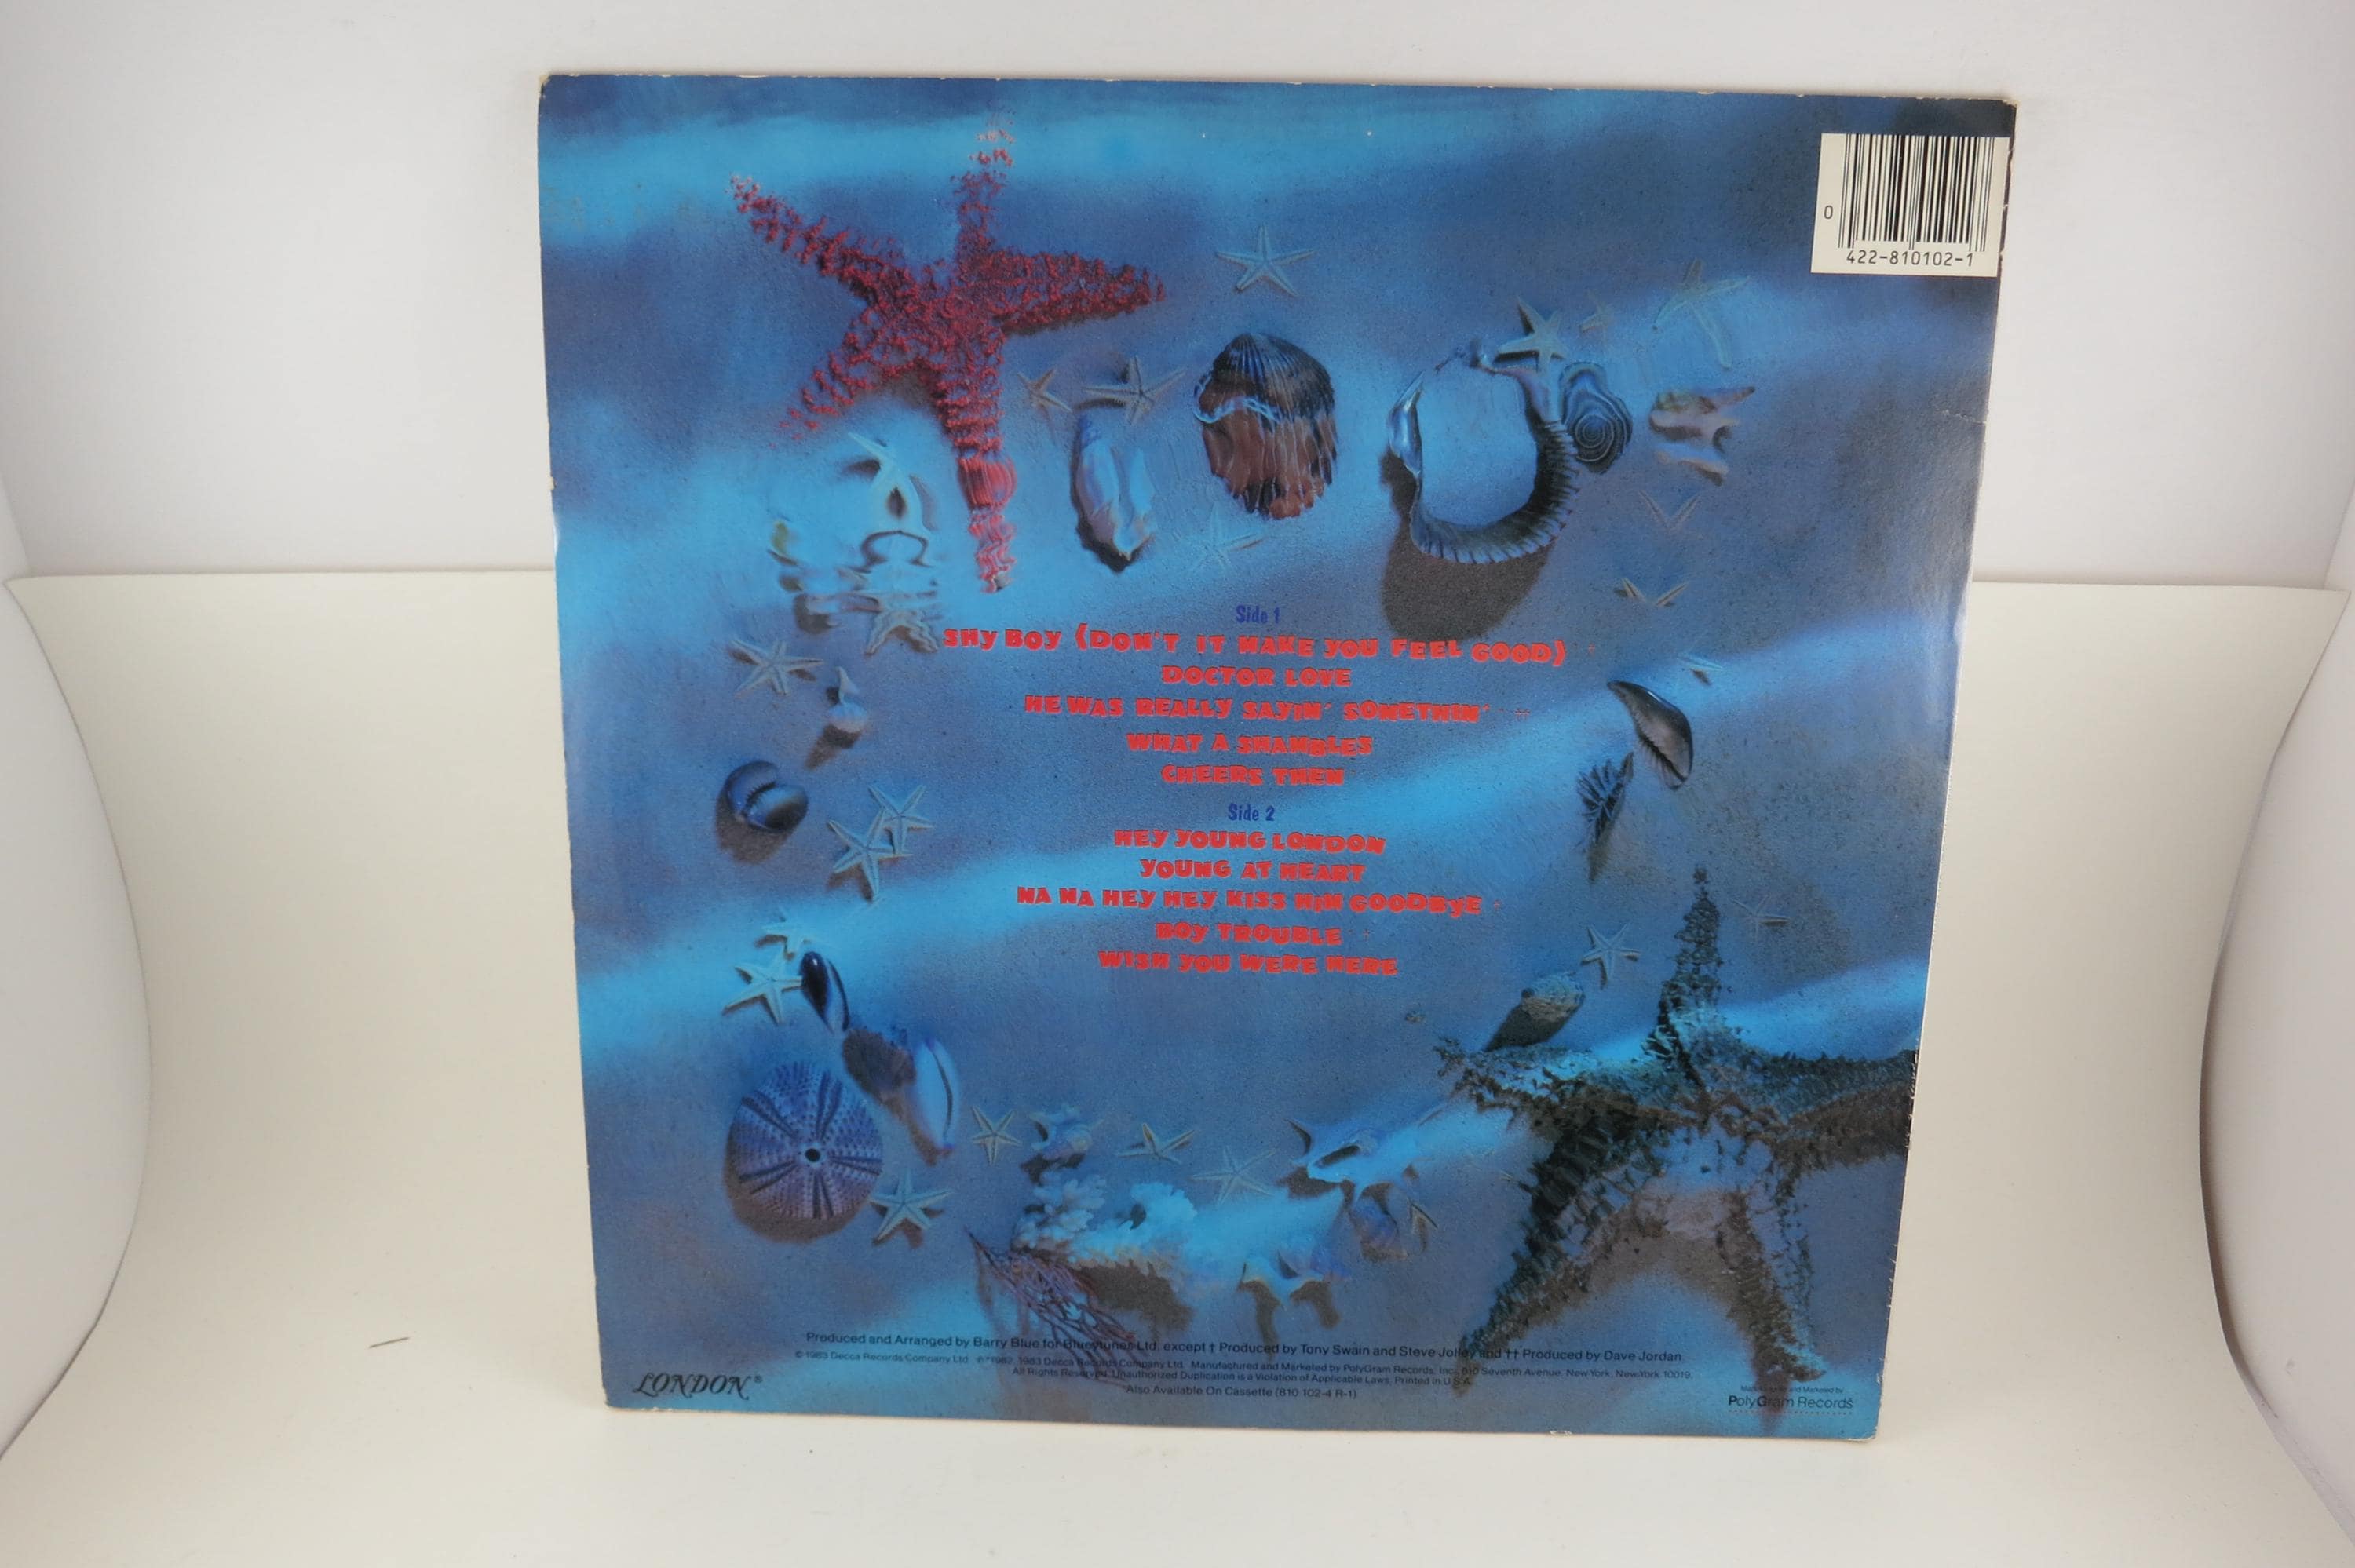 0
422-810102-1
Side 1
SHY BOY (DON'T IT MAKE YOU FEEL GOOD) †
DOCTOR LOVE
HE WAS REALLY SAYIN' SOMETHIN' * ††
WHAT A SHAMBLES
CHEERS THEN
Side 2
HEY YOUNG LONDON
YOUNG AT HEART
NA NA HEY HEY KISS HIM GOODBYE
BOY TROUBLE †
WISH YOU WERE HERE
Produced and Arranged by Barry Blue for Blueytunes Ltd. except † Produced by Tony Swain and Steve Jolley and †† Produced by Dave Jordan
© 1983 Decca Records Company Ltd. ℗ *1982, 1983 Decca Records Company Ltd. Manufactured and Marketed by PolyGram Records, Inc., 810 Seventh Avenue, New York, New York 10019.
All Rights Reserved. Unauthorized Duplication is a Violation of Applicable Laws. Printed in U.S.A.
Also Available On Cassette (810 102-4 R-1)
LONDON®
Manufactured and Marketed by
PolyGram Records